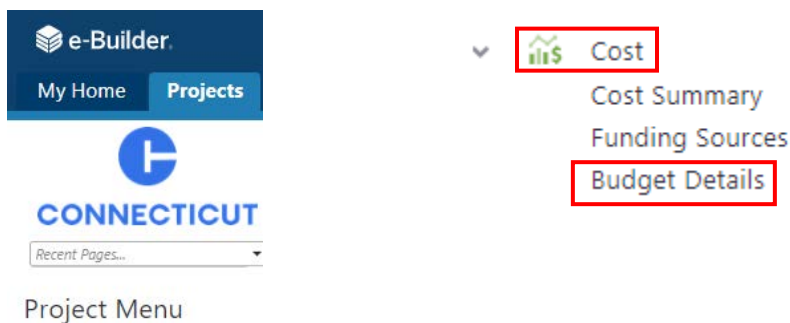 e-Builder.
My Home Projects
CONNECTICUT
Recent Pages...
Project Menu
Cost
Cost Summary
Funding Sources
Budget Details